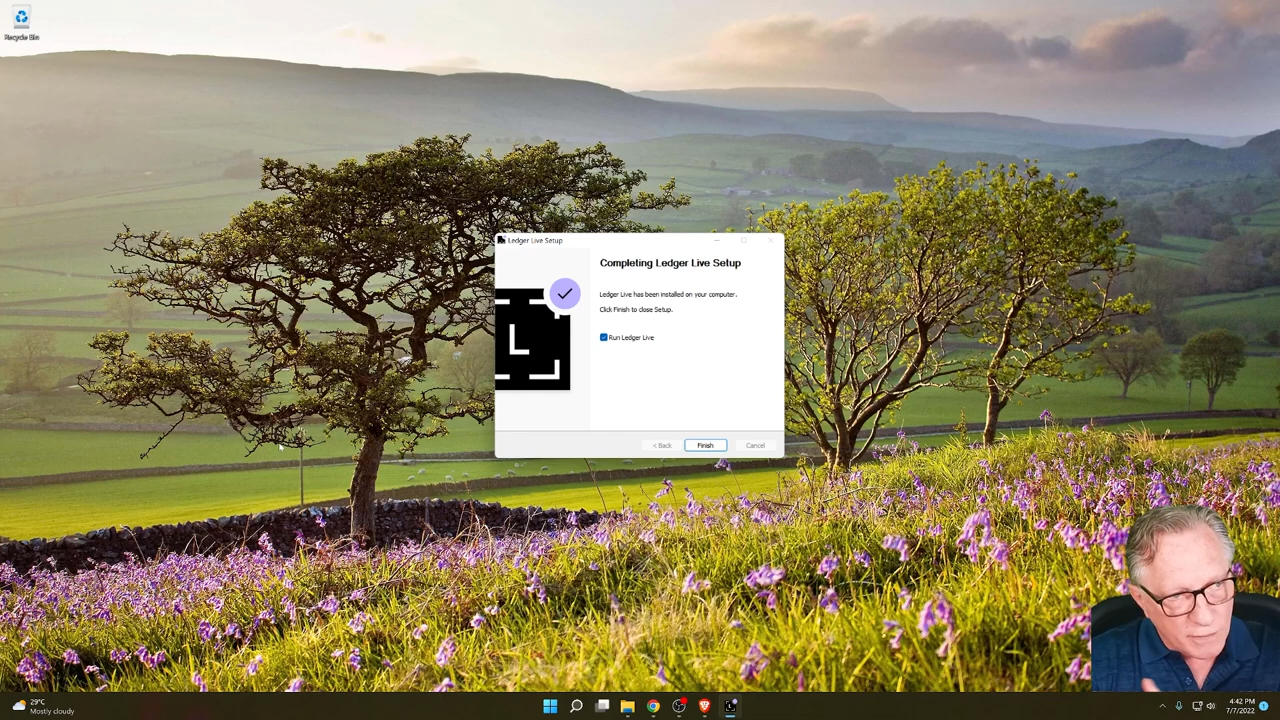 Recycle Bin
Ledger Live Setup
Completing Ledger Live Setup
Ledger Live has been installed on your computer.
Click Finish to close Setup.
Run Ledger Live
< Back
Finish
Cancel
29°C
Mostly cloudy
4:42 PM
7/7/2022
1